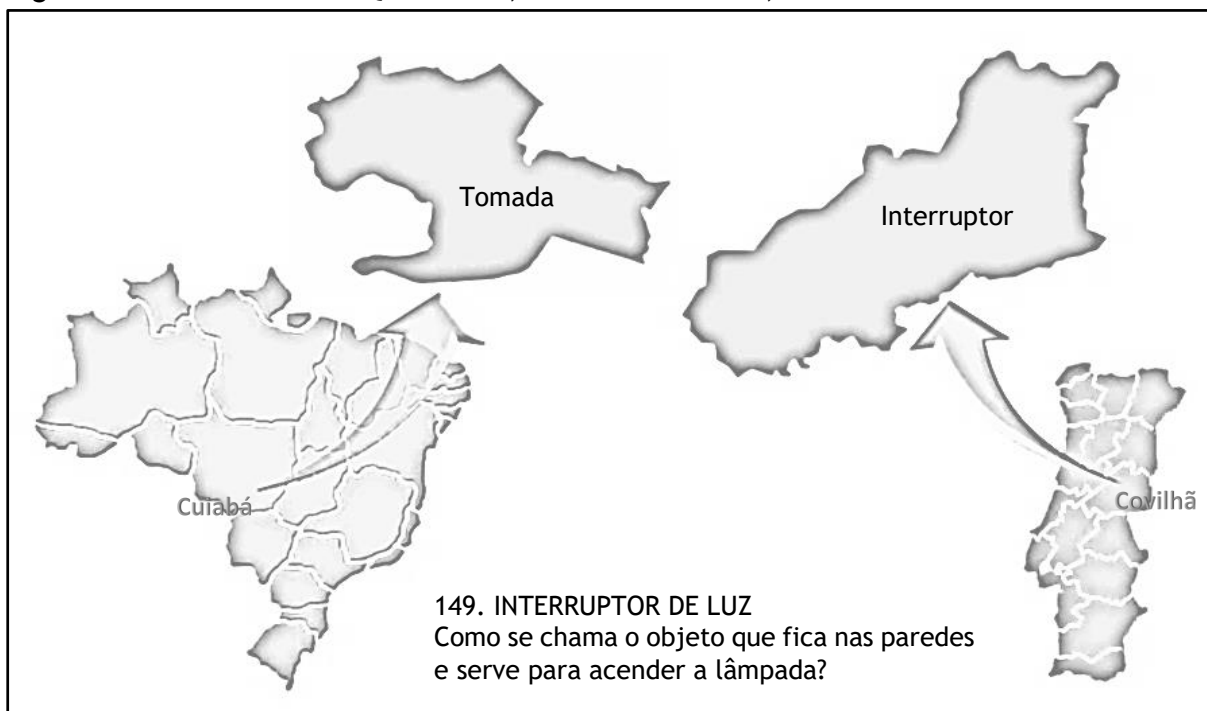 Tomada
Interruptor
Cuiabá
Covilhã
149. INTERRUPTOR DE LUZ
Como se chama o objeto que fica nas paredes
e serve para acender a lâmpada?